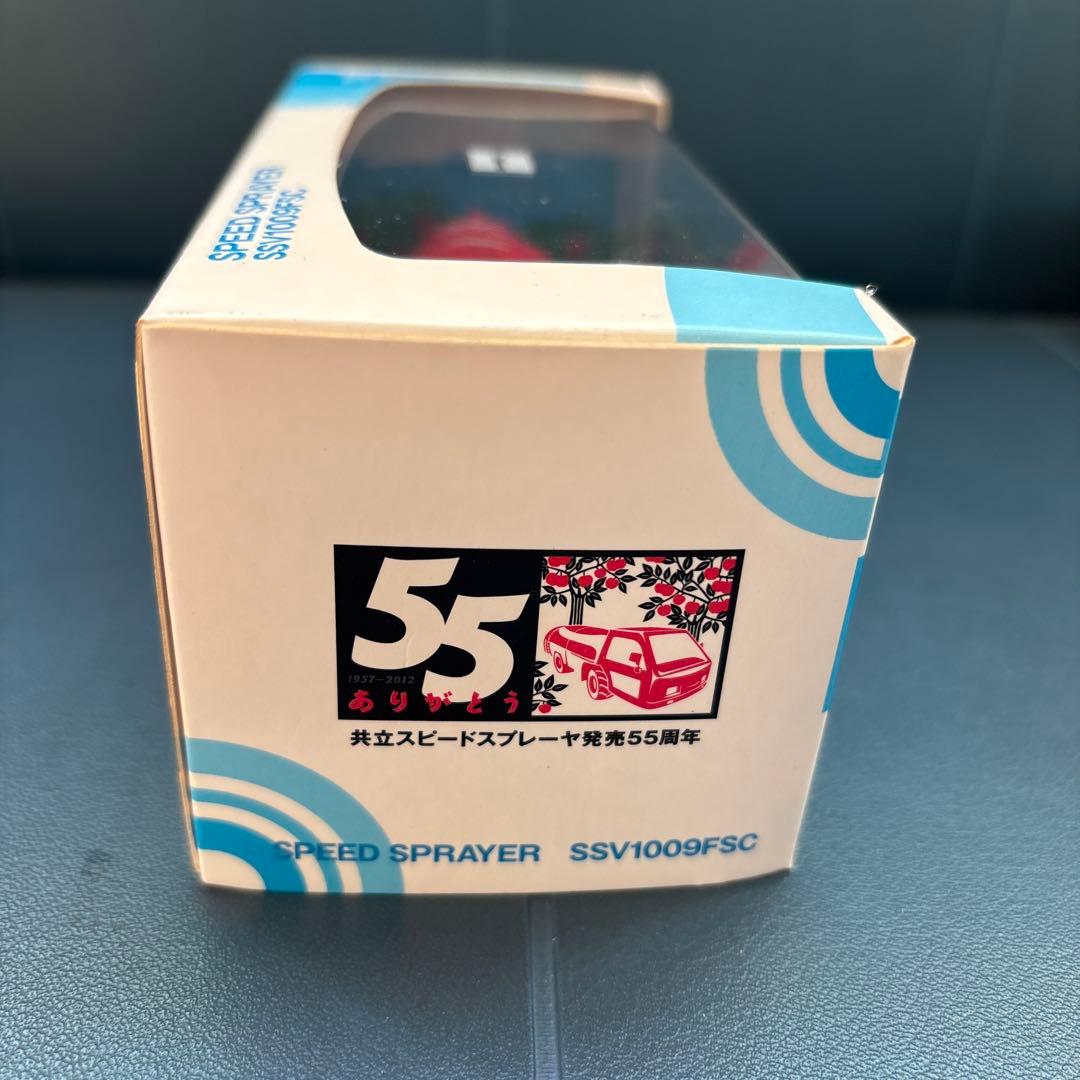 SPEED SPRAYER
SSV1009FSC
55
1957-2012
ありがとう
共立スピードスプレーヤ発売55周年
SPEED SPRAYER SSV1009FSC